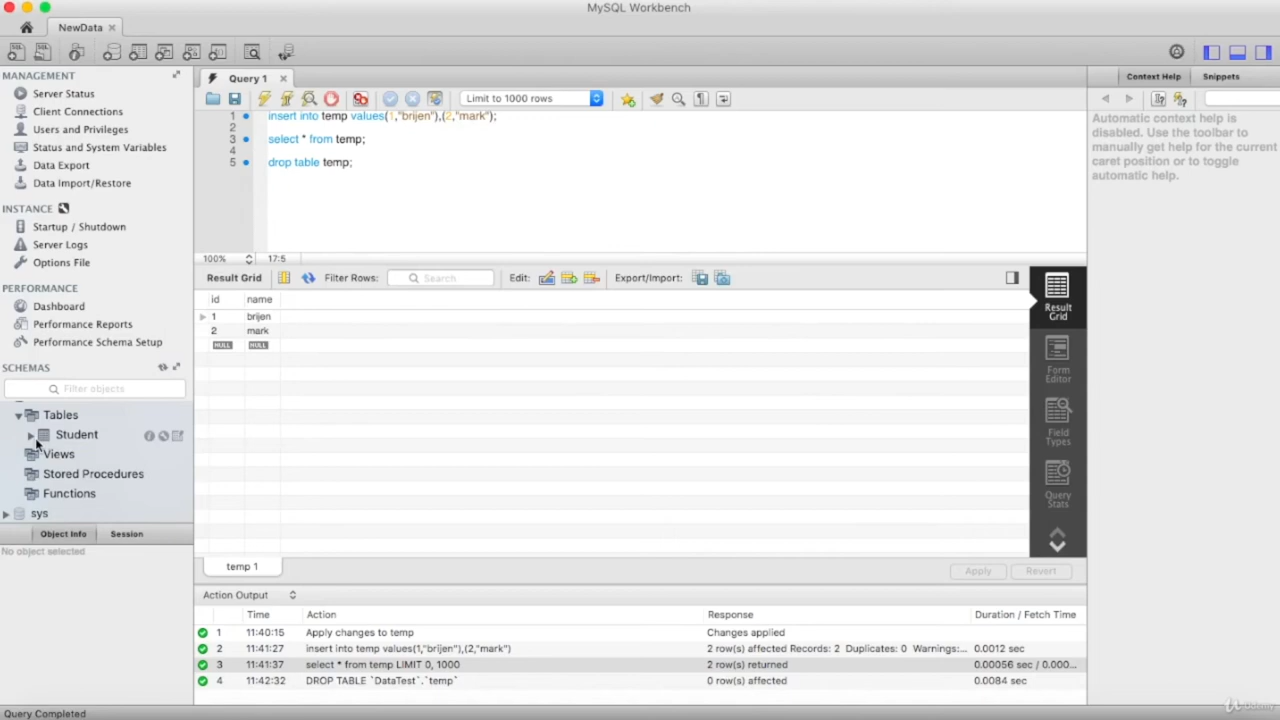 MySQL Workbench
NewData
MANAGEMENT
Server Status
Client Connections
Users and Privileges
Status and System Variables
Data Export
Data Import/Restore
INSTANCE
Startup / Shutdown
Server Logs
Options File
PERFORMANCE
Dashboard
Performance Reports
Performance Schema Setup
SCHEMAS
Filter objects
Tables
Student
Views
Stored Procedures
Functions
sys
Object Info Session
No object selected
Query 1
Limit to 1000 rows
1 insert into temp values(1,"brijen"),(2,"mark");
2
3 select * from temp;
4
5 drop table temp;
100% 17:5
Result Grid Filter Rows: Search Edit: Export/Import:
id name
1 brijen
2 mark
NULL NULL
Result Grid
Form Editor
Field Types
Query Stats
temp 1
Apply Revert
Action Output
Time Action Response Duration / Fetch Time
1 11:40:15 Apply changes to temp Changes applied
2 11:41:27 insert into temp values(1,"brijen"),(2,"mark") 2 row(s) affected Records: 2 Duplicates: 0 Warnings:... 0.0012 sec
3 11:41:37 select * from temp LIMIT 0, 1000 2 row(s) returned 0.00056 sec / 0.000...
4 11:42:32 DROP TABLE `DataTest`.`temp` 0 row(s) affected 0.0084 sec
Context Help Snippets
Automatic context help is
disabled. Use the toolbar to
manually get help for the current
caret position or to toggle
automatic help.
Query Completed
Udemy